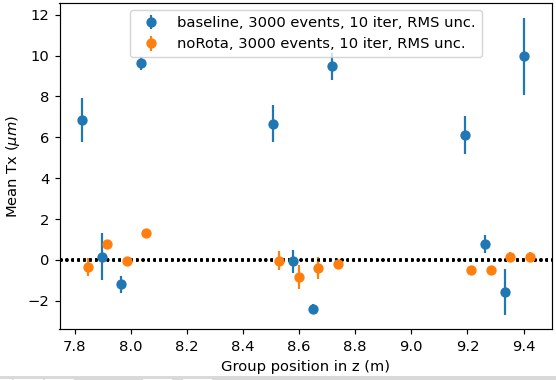 baseline, 3000 events, 10 iter, RMS unc.
noRota, 3000 events, 10 iter, RMS unc.
Mean Tx (μm)
12
10
8
6
4
2
0
−2
7.8 8.0 8.2 8.4 8.6 8.8 9.0 9.2 9.4
Group position in z (m)